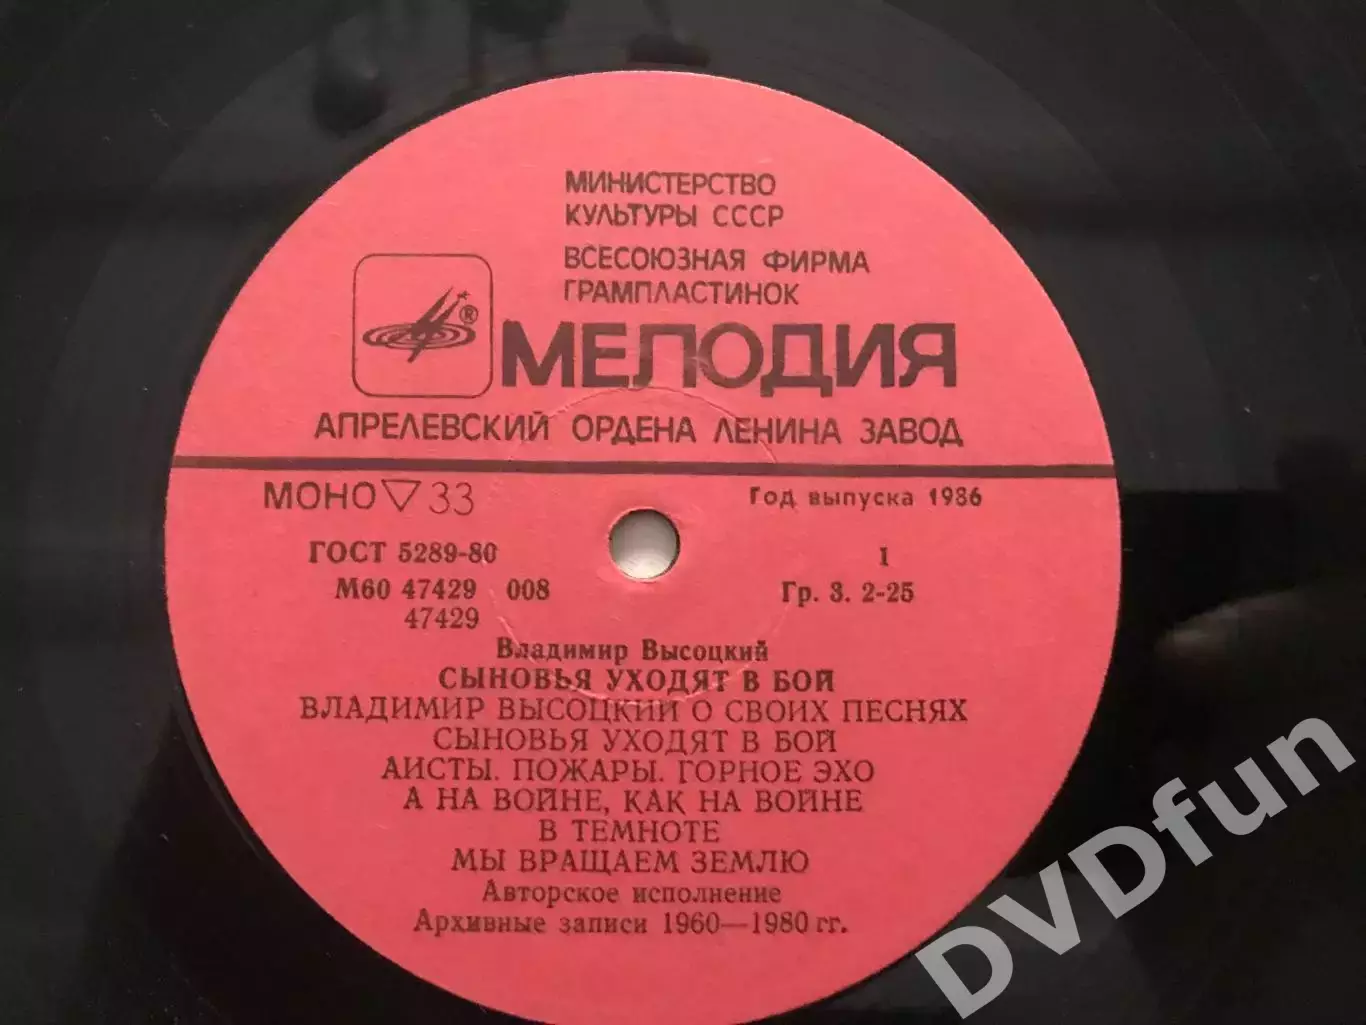 МИНИСТЕРСТВО
КУЛЬТУРЫ СССР
ВСЕСОЮЗНАЯ ФИРМА
ГРАМПЛАСТИНОК
®
МЕЛОДИЯ
АПРЕЛЕВСКИЙ ОРДЕНА ЛЕНИНА ЗАВОД
МОНО ▽ 33
Год выпуска 1986
ГОСТ 5289-80
1
М60 47429 008
Гр. 3. 2-25
47429
Владимир Высоцкий
СЫНОВЬЯ УХОДЯТ В БОЙ
ВЛАДИМИР ВЫСОЦКИЙ О СВОИХ ПЕСНЯХ
СЫНОВЬЯ УХОДЯТ В БОЙ
АИСТЫ. ПОЖАРЫ. ГОРНОЕ ЭХО
А НА ВОЙНЕ, КАК НА ВОЙНЕ
В ТЕМНОТЕ
МЫ ВРАЩАЕМ ЗЕМЛЮ
Авторское исполнение
Архивные записи 1960—1980 гг.
DVDfun